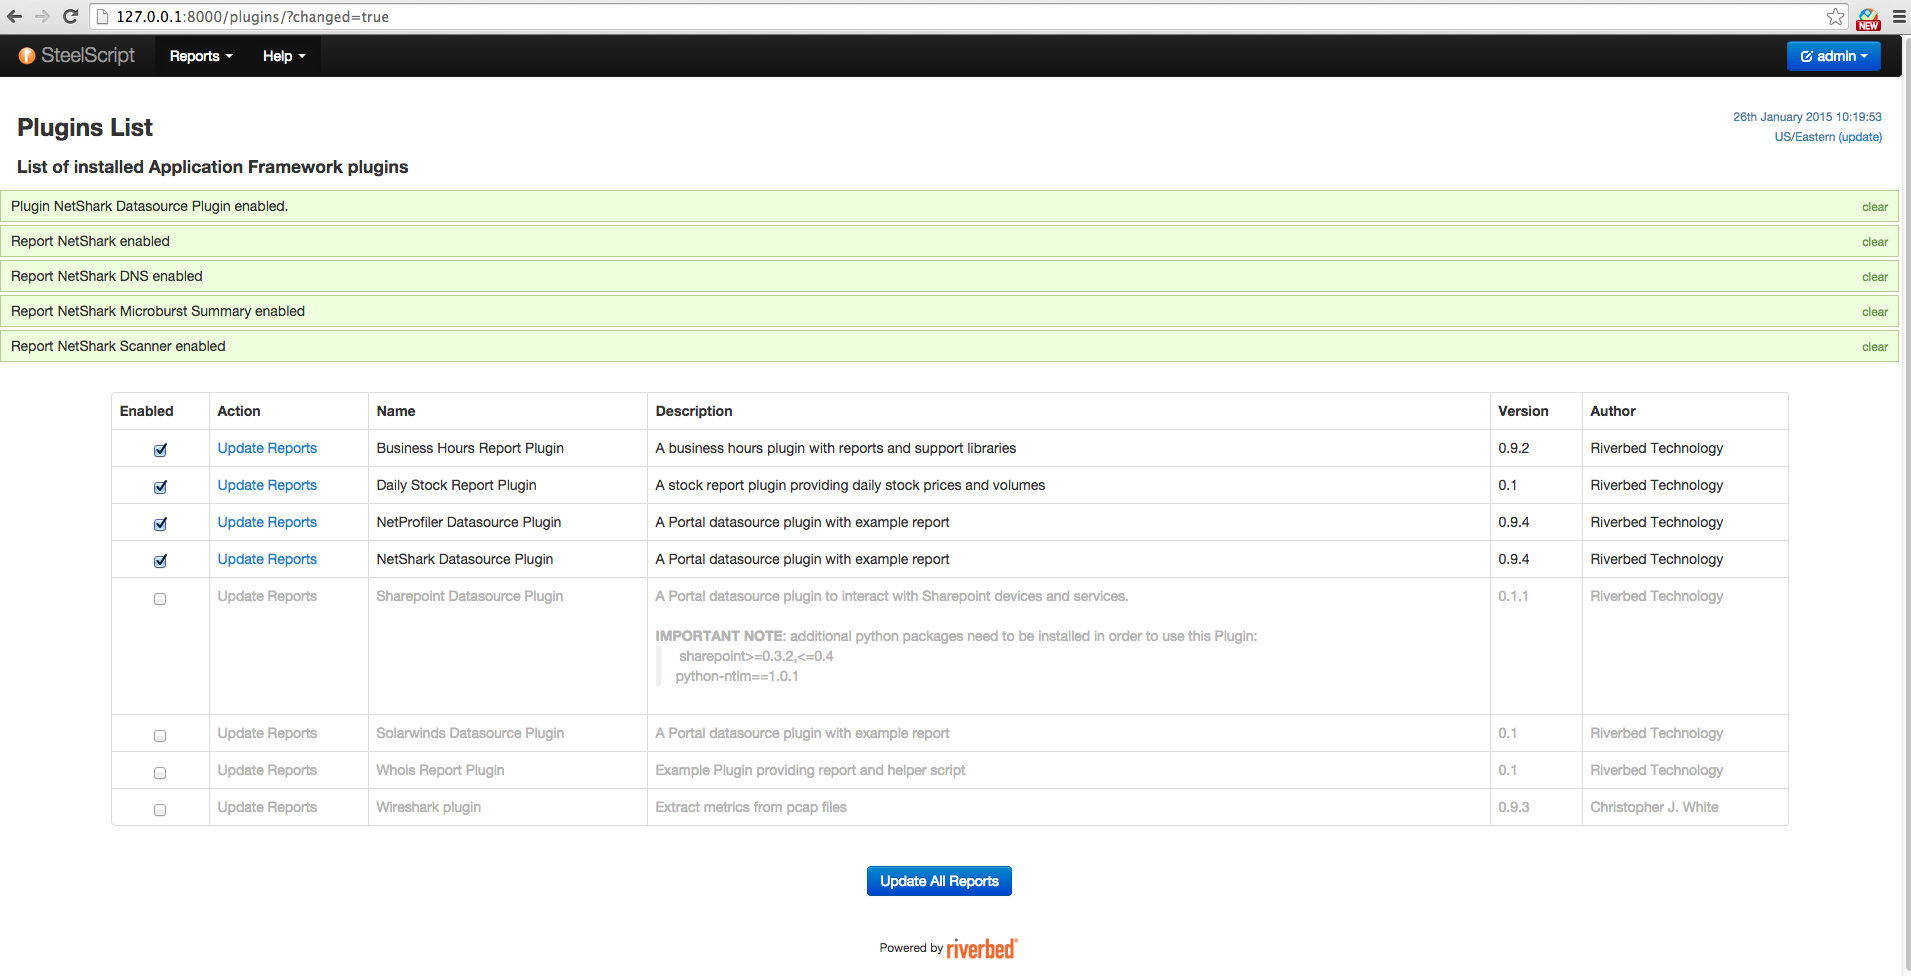 127.0.0.1:8000/plugins/?changed=true
NEW
SteelScript Reports Help admin
Plugins List
26th January 2015 10:19:53
US/Eastern (update)
List of installed Application Framework plugins
Plugin NetShark Datasource Plugin enabled. clear
Report NetShark enabled clear
Report NetShark DNS enabled clear
Report NetShark Microburst Summary enabled clear
Report NetShark Scanner enabled clear
Enabled Action Name Description Version Author
Update Reports Business Hours Report Plugin A business hours plugin with reports and support libraries 0.9.2 Riverbed Technology
Update Reports Daily Stock Report Plugin A stock report plugin providing daily stock prices and volumes 0.1 Riverbed Technology
Update Reports NetProfiler Datasource Plugin A Portal datasource plugin with example report 0.9.4 Riverbed Technology
Update Reports NetShark Datasource Plugin A Portal datasource plugin with example report 0.9.4 Riverbed Technology
Update Reports Sharepoint Datasource Plugin A Portal datasource plugin to interact with Sharepoint devices and services. 0.1.1 Riverbed Technology
IMPORTANT NOTE: additional python packages need to be installed in order to use this Plugin:
sharepoint>=0.3.2,<=0.4
python-ntlm==1.0.1
Update Reports Solarwinds Datasource Plugin A Portal datasource plugin with example report 0.1 Riverbed Technology
Update Reports Whois Report Plugin Example Plugin providing report and helper script 0.1 Riverbed Technology
Update Reports Wireshark plugin Extract metrics from pcap files 0.9.3 Christopher J. White
Update All Reports
Powered by riverbed